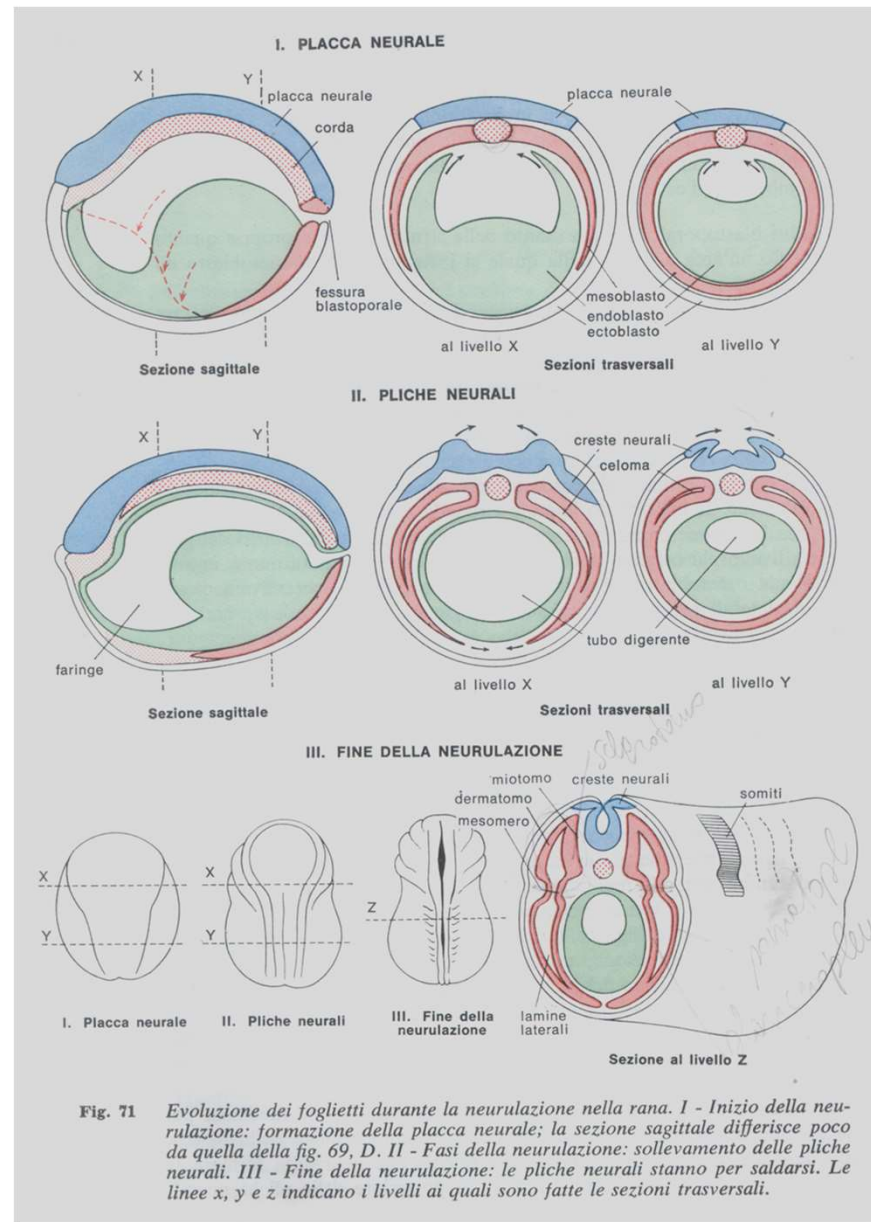 I. PLACCA NEURALE
X
Y
placca neurale
corda
fessura
blastoporale
Sezione sagittale
placca neurale
mesoblasto
endoblasto
ectoblasto
al livello X
al livello Y
Sezioni trasversali
II. PLICHE NEURALI
X
Y
faringe
Sezione sagittale
creste neurali
celoma
tubo digerente
al livello X
al livello Y
Sezioni trasversali
III. FINE DELLA NEURULAZIONE
X
Y
I. Placca neurale
X
Y
II. Pliche neurali
Z
III. Fine della
neurulazione
miotomo
dermatomo
mesomero
creste neurali
somiti
lamine
laterali
Sezione al livello Z
Fig. 71 Evoluzione dei foglietti durante la neurulazione nella rana. I - Inizio della neu-
rulazione: formazione della placca neurale; la sezione sagittale differisce poco
da quella della fig. 69, D. II - Fasi della neurulazione: sollevamento delle pliche
neurali. III - Fine della neurulazione: le pliche neurali stanno per saldarsi. Le
linee x, y e z indicano i livelli ai quali sono fatte le sezioni trasversali.